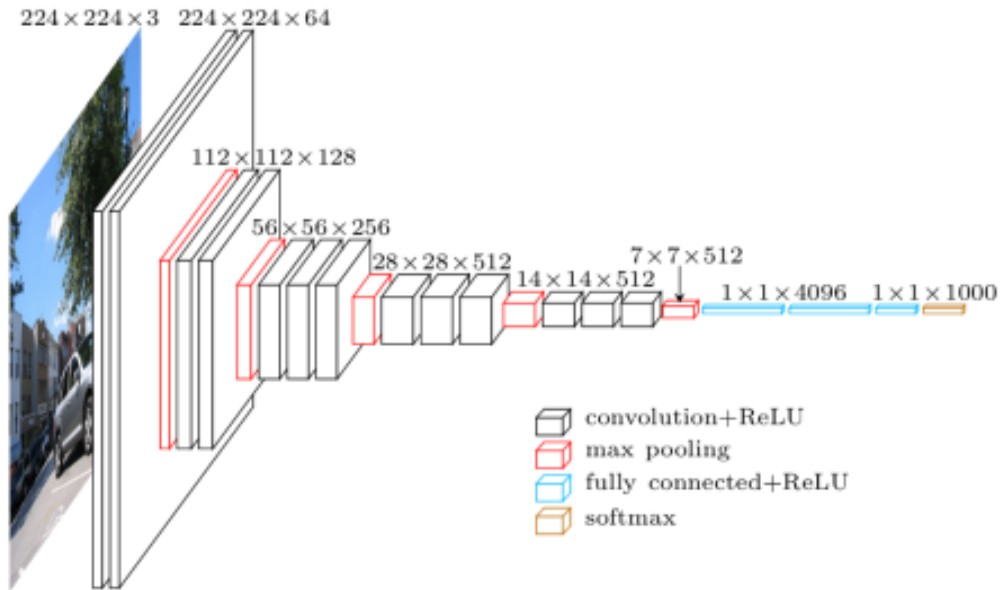 224×224×3
224×224×64
112×112×128
56×56×256
28×28×512
14×14×512
7×7×512
1×1×4096
1×1×1000
convolution+ReLU
max pooling
fully connected+ReLU
softmax